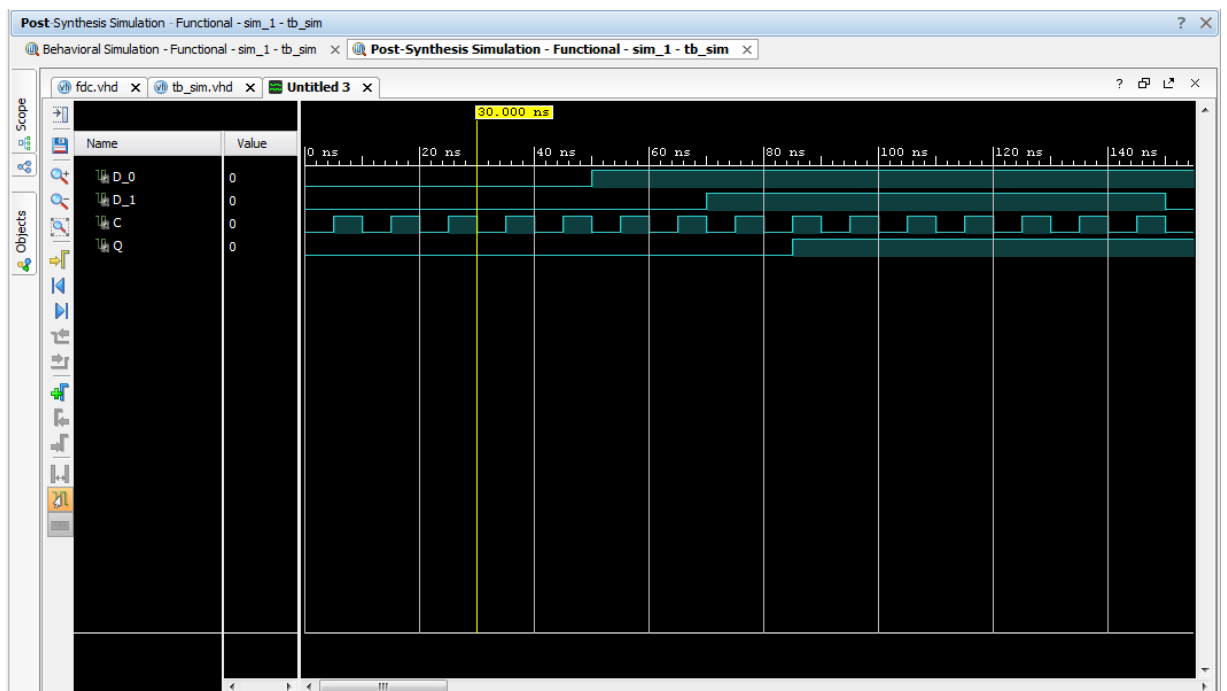 Post-Synthesis Simulation - Functional - sim_1 - tb_sim
Behavioral Simulation - Functional - sim_1 - tb_sim
Post-Synthesis Simulation - Functional - sim_1 - tb_sim
Scope
Objects
fdc.vhd
tb_sim.vhd
Untitled 3
30.000 ns
Name Value
0 ns 20 ns 40 ns 60 ns 80 ns 100 ns 120 ns 140 ns
D_0 0
D_1 0
C 0
Q 0